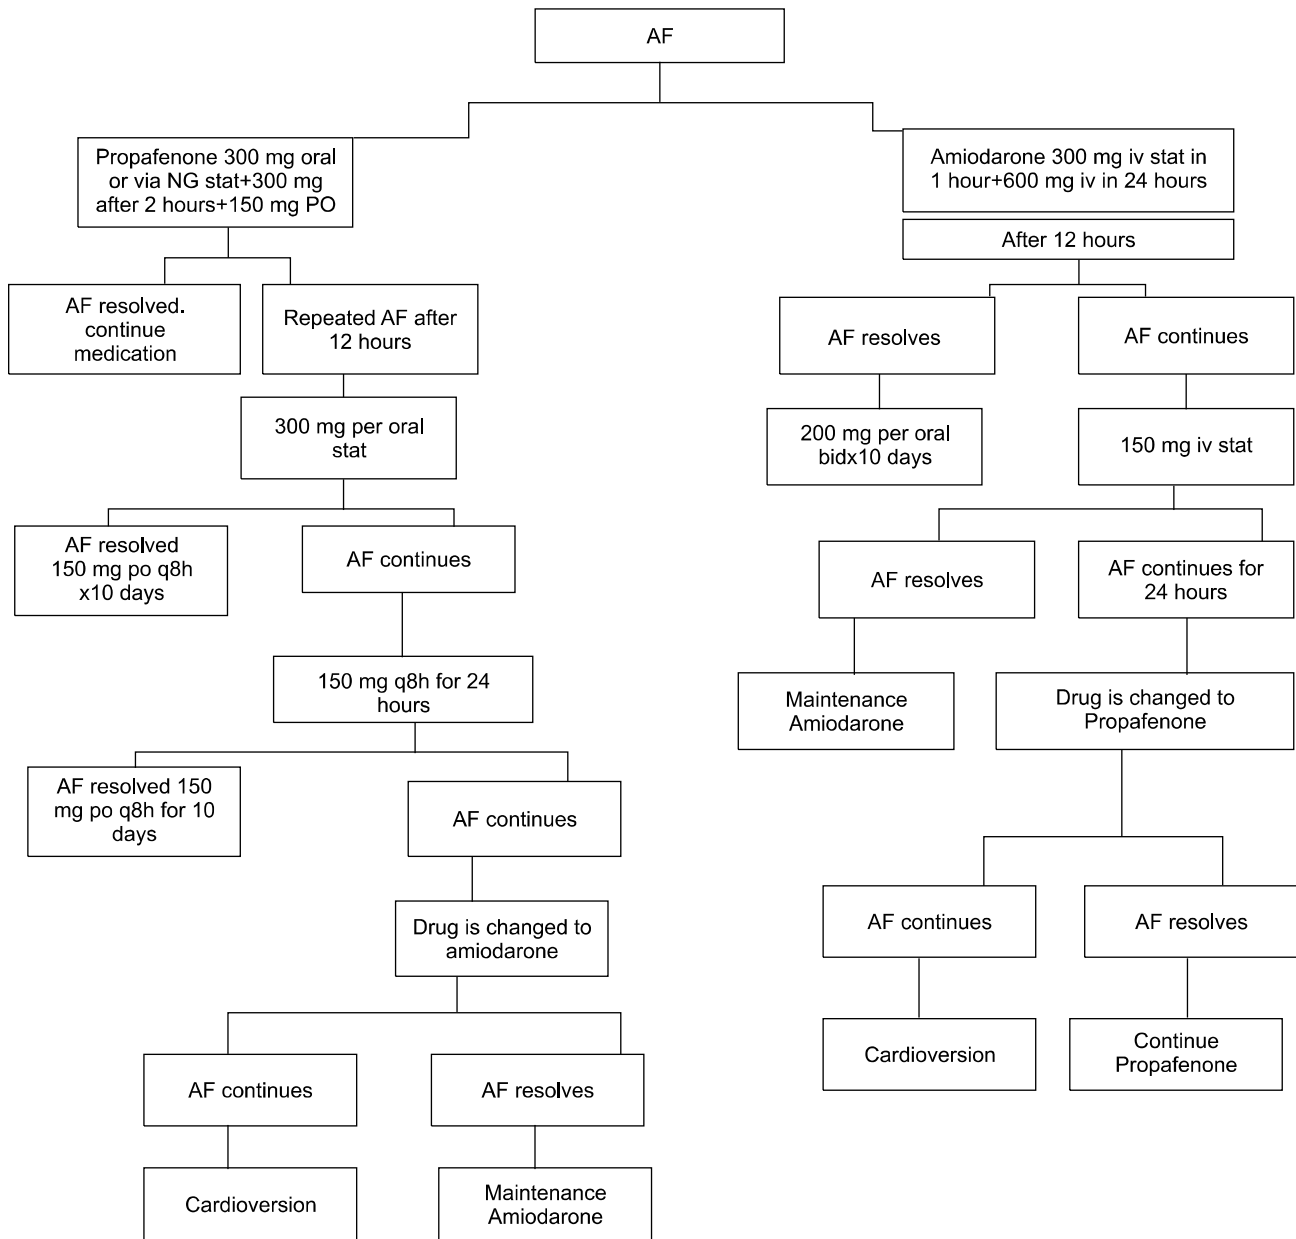 AF
Propafenone 300 mg oral
or via NG stat+300 mg
after 2 hours+150 mg PO
Amiodarone 300 mg iv stat in
1 hour+600 mg iv in 24 hours
After 12 hours
AF resolved.
continue
medication
Repeated AF after
12 hours
AF resolves
AF continues
300 mg per oral
stat
200 mg per oral
bidx10 days
150 mg iv stat
AF resolved
150 mg po q8h
x10 days
AF continues
AF resolves
AF continues for
24 hours
150 mg q8h for 24
hours
Maintenance
Amiodarone
Drug is changed to
Propafenone
AF resolved 150
mg po q8h for 10
days
AF continues
AF continues
AF resolves
Drug is changed to
amiodarone
Cardioversion
Continue
Propafenone
AF continues
AF resolves
Cardioversion
Maintenance
Amiodarone